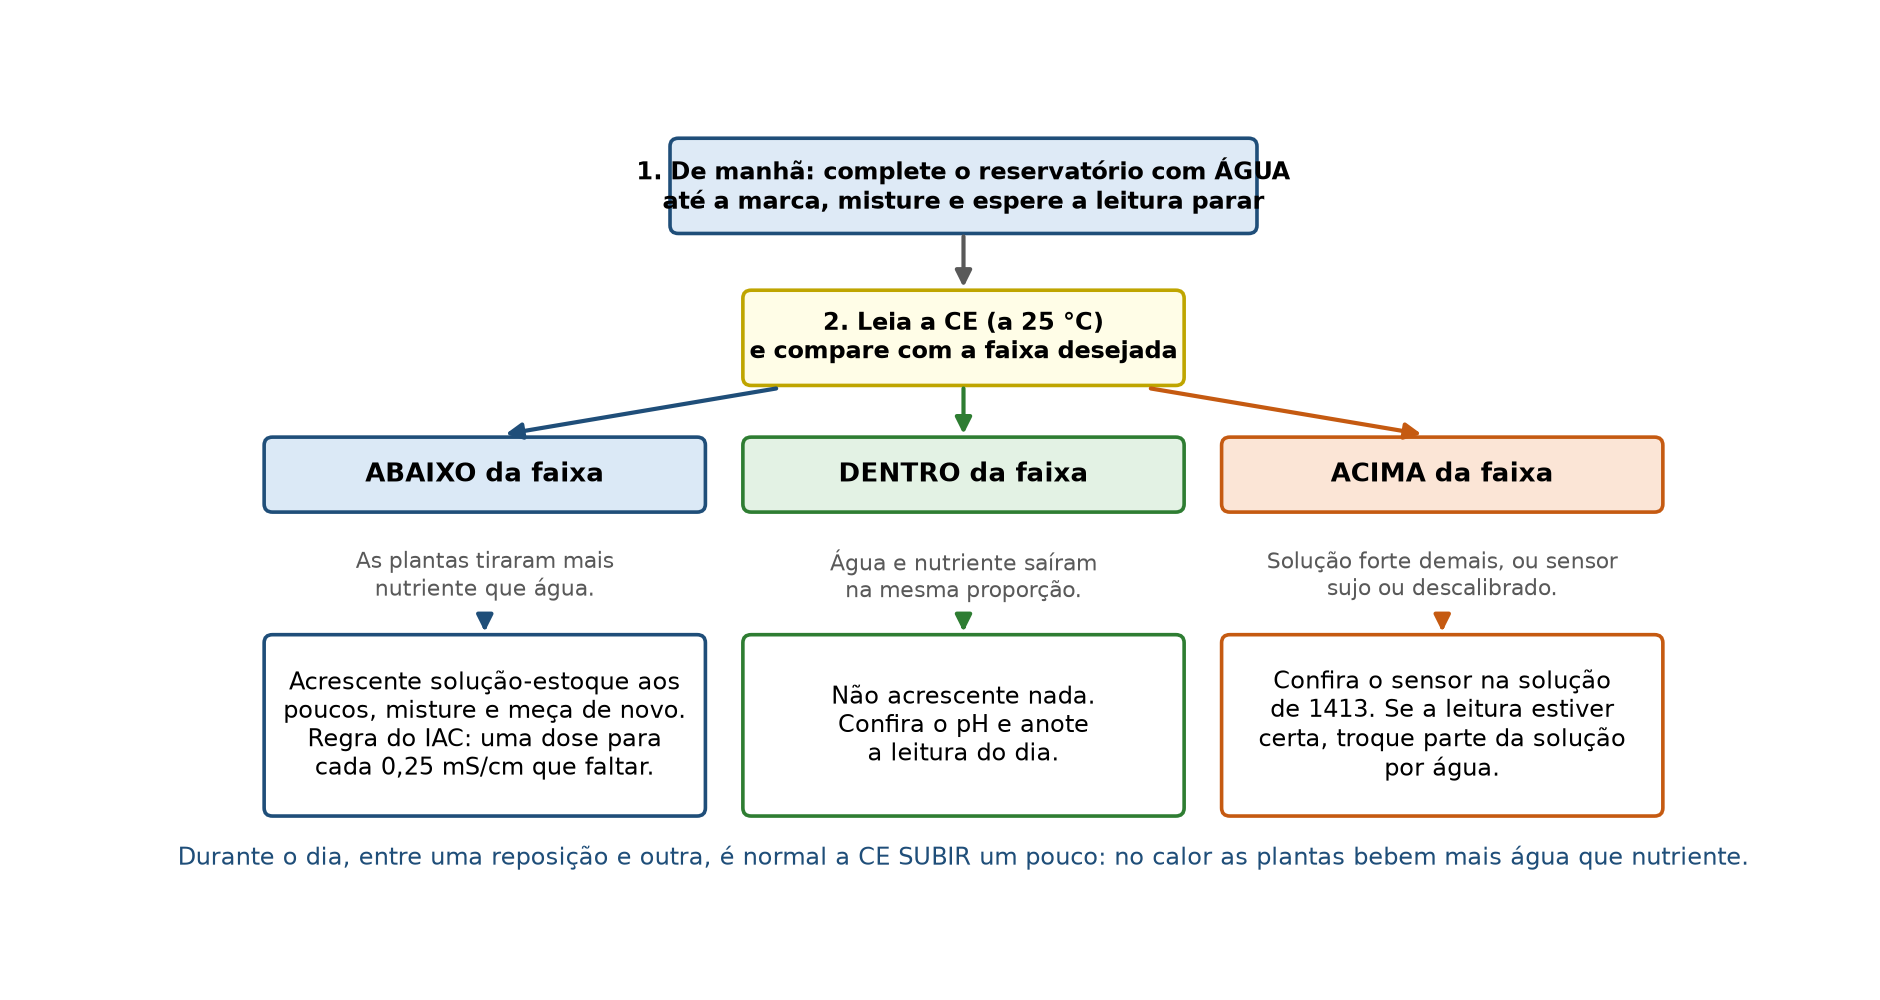 1. De manhã: complete o reservatório com ÁGUA
até a marca, misture e espere a leitura parar
2. Leia a CE (a 25 °C)
e compare com a faixa desejada
ABAIXO da faixa
DENTRO da faixa
ACIMA da faixa
As plantas tiraram mais
nutriente que água.
Água e nutriente saíram
na mesma proporção.
Solução forte demais, ou sensor
sujo ou descalibrado.
Acrescente solução-estoque aos
poucos, misture e meça de novo.
Regra do IAC: uma dose para
cada 0,25 mS/cm que faltar.
Não acrescente nada.
Confira o pH e anote
a leitura do dia.
Confira o sensor na solução
de 1413. Se a leitura estiver
certa, troque parte da solução
por água.
Durante o dia, entre uma reposição e outra, é normal a CE SUBIR um pouco: no calor as plantas bebem mais água que nutriente.